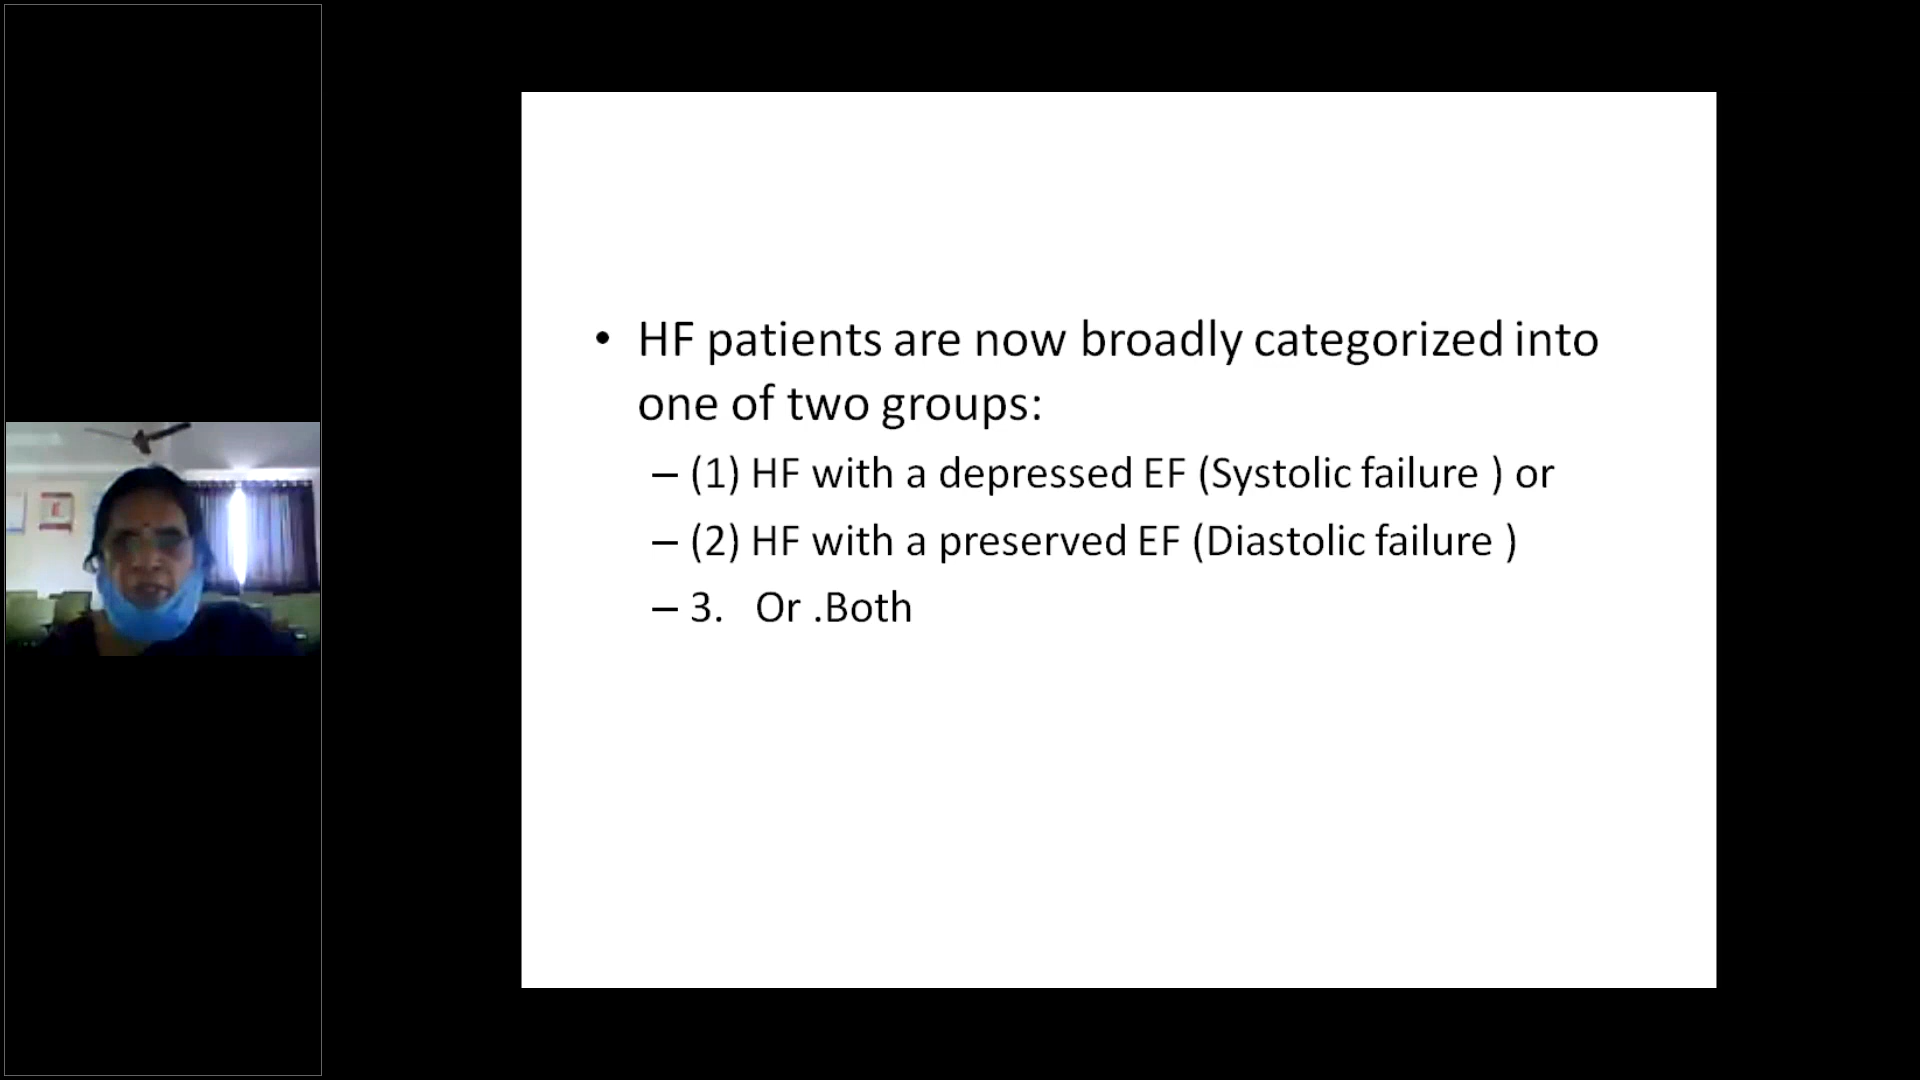 • HF patients are now broadly categorized into
one of two groups:
– (1) HF with a depressed EF (Systolic failure ) or
– (2) HF with a preserved EF (Diastolic failure )
– 3. Or .Both